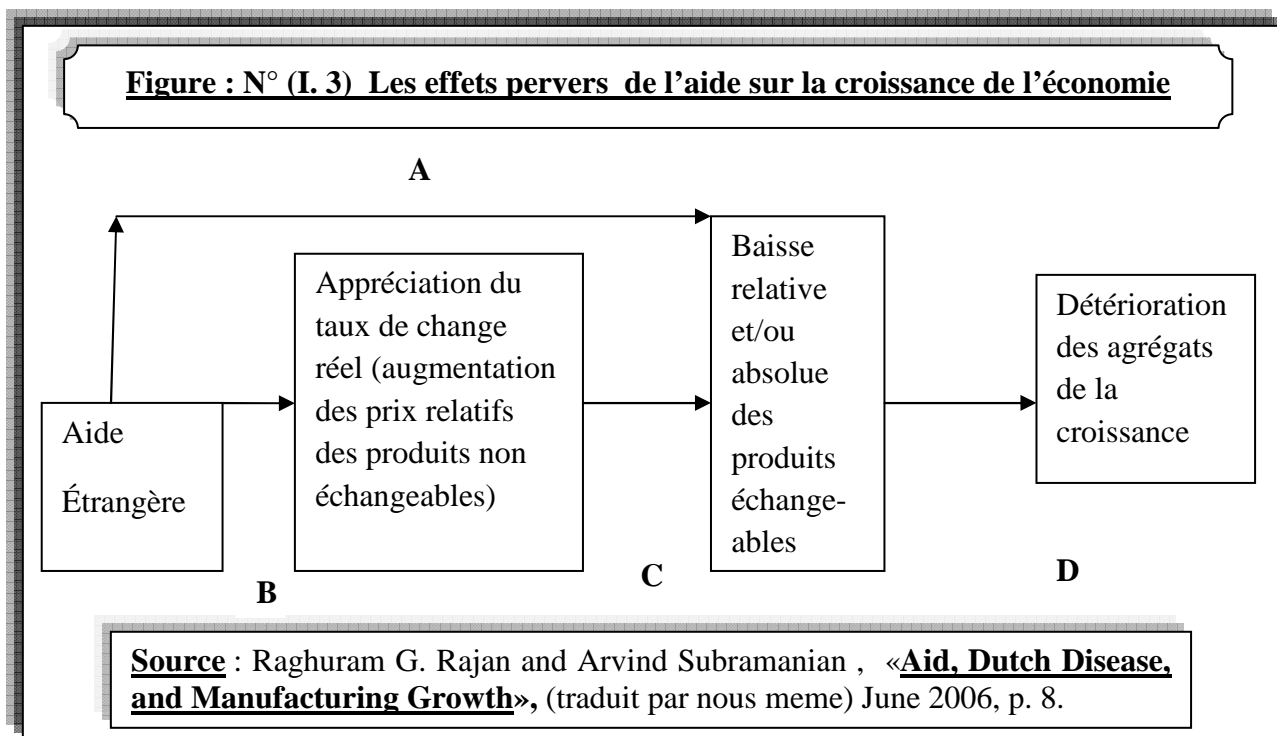 Figure : N° (I. 3) Les effets pervers de l’aide sur la croissance de l’économie
A
Aide
Étrangère
B
Appréciation du
taux de change
réel (augmentation
des prix relatifs
des produits non
échangeables)
C
Baisse
relative
et/ou
absolue
des
produits
échange-
ables
D
Détérioration
des agrégats
de la
croissance
Source : Raghuram G. Rajan and Arvind Subramanian , «Aid, Dutch Disease,
and Manufacturing Growth», (traduit par nous meme) June 2006, p. 8.